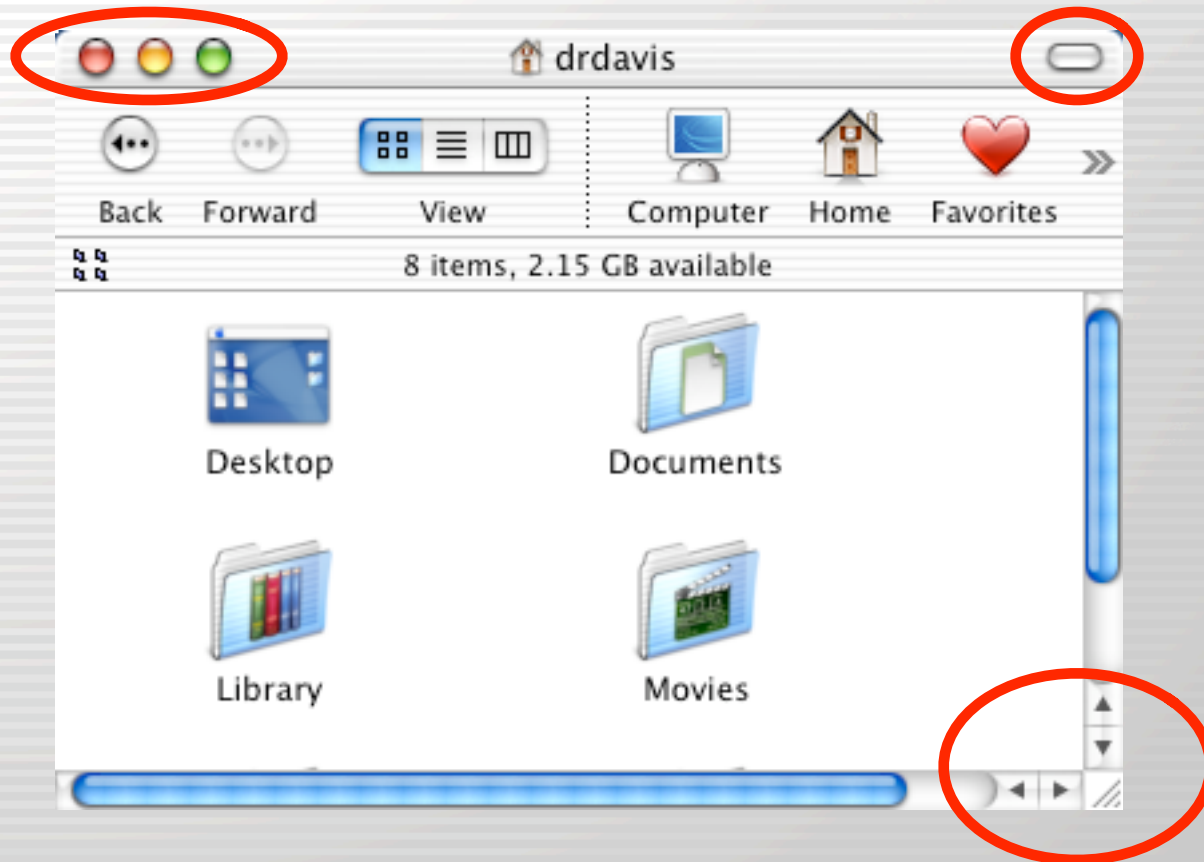 drdavis
Back Forward View Computer Home Favorites
8 items, 2.15 GB available
Desktop Documents
Library Movies